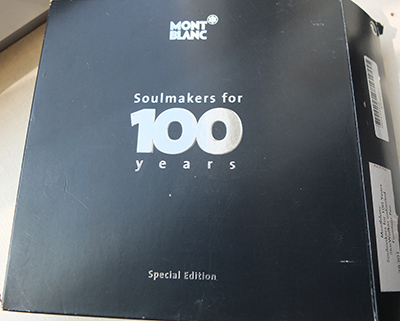 MONT
BLANC
Soulmakers for
100
years
Special Edition